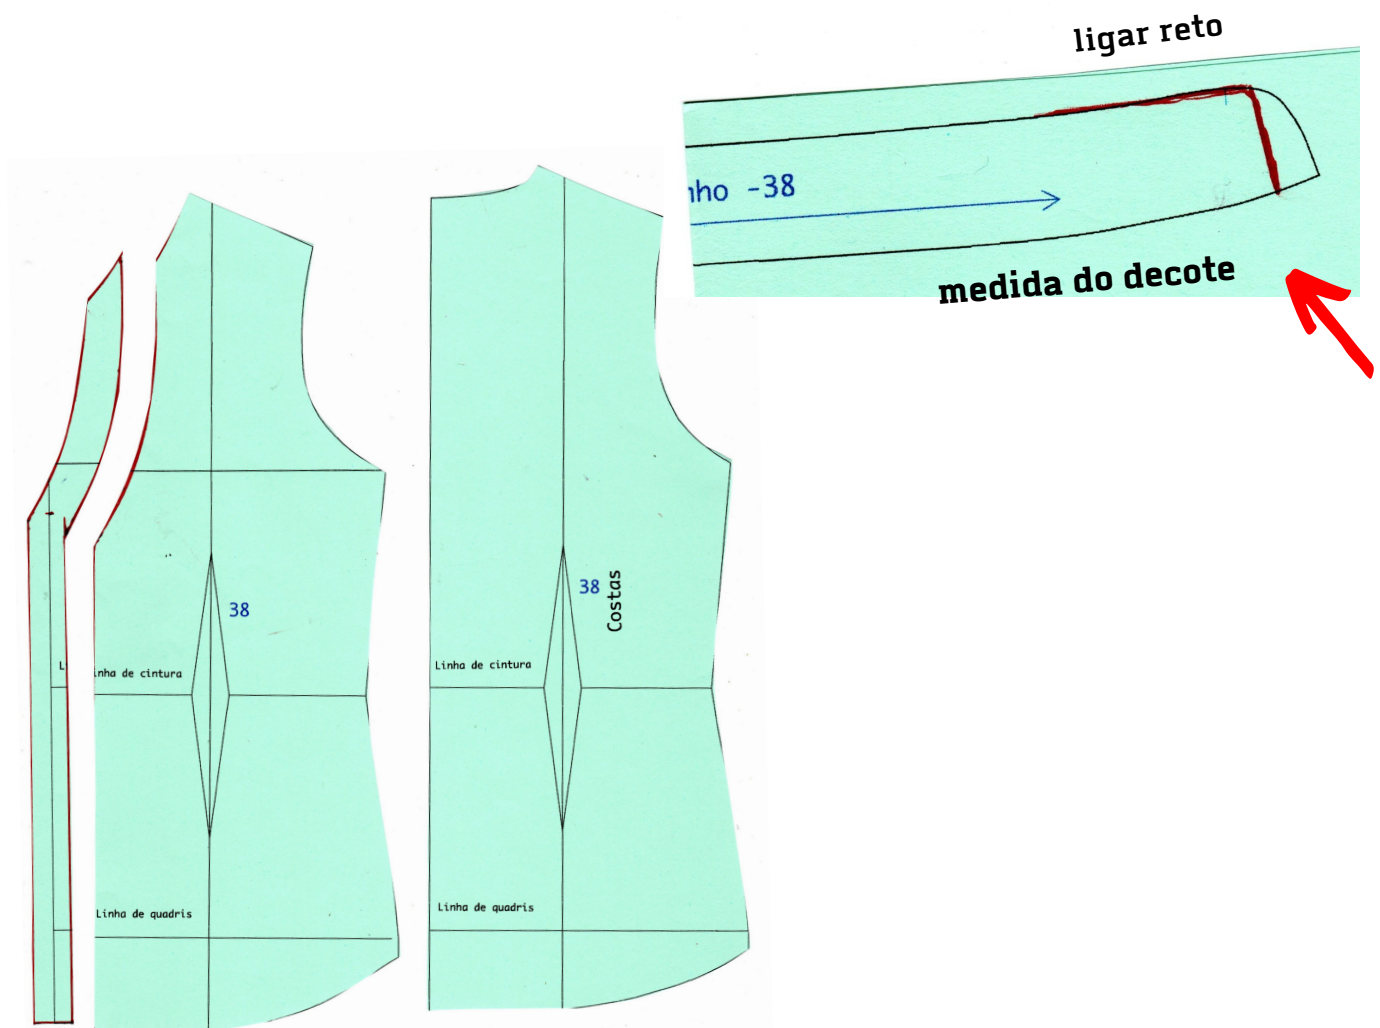 ligar reto
nho -38
medida do decote
38
38
Costas
Linha de cintura
inha de cintura
Linha de quadris
Linha de quadris